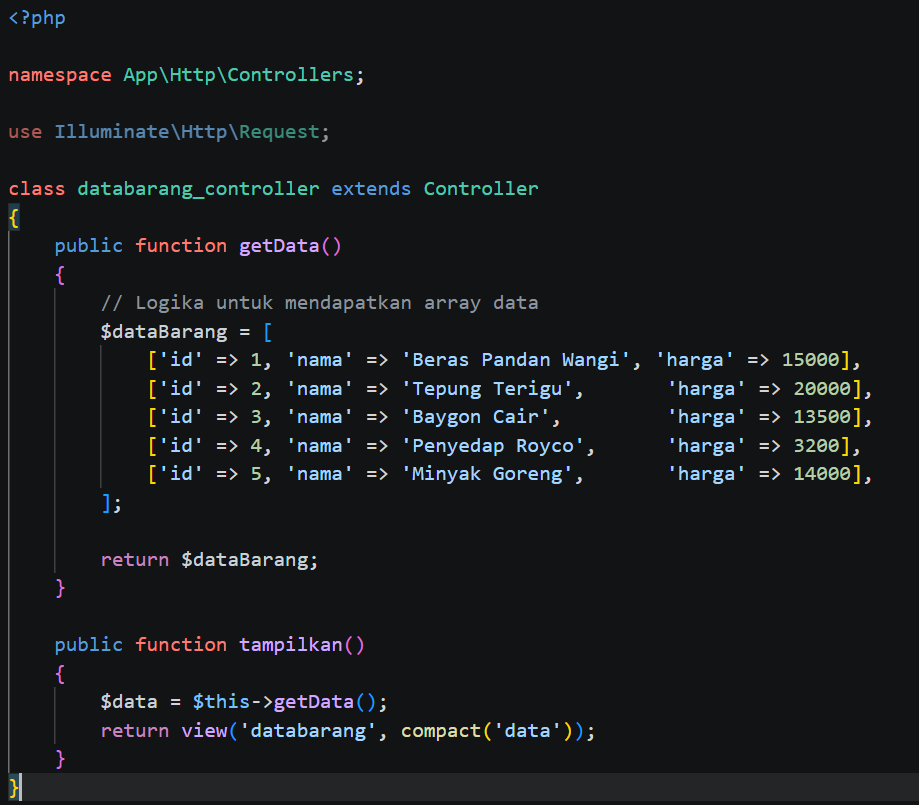 <?php
namespace App\Http\Controllers;
use Illuminate\Http\Request;
class databarang_controller extends Controller
{
    public function getData()
    {
        // Logika untuk mendapatkan array data
        $dataBarang = [
            ['id' => 1, 'nama' => 'Beras Pandan Wangi', 'harga' => 15000],
            ['id' => 2, 'nama' => 'Tepung Terigu',       'harga' => 20000],
            ['id' => 3, 'nama' => 'Baygon Cair',         'harga' => 13500],
            ['id' => 4, 'nama' => 'Penyedap Royco',      'harga' => 3200],
            ['id' => 5, 'nama' => 'Minyak Goreng',       'harga' => 14000],
        ];
        return $dataBarang;
    }
    public function tampilkan()
    {
        $data = $this->getData();
        return view('databarang', compact('data'));
    }
}